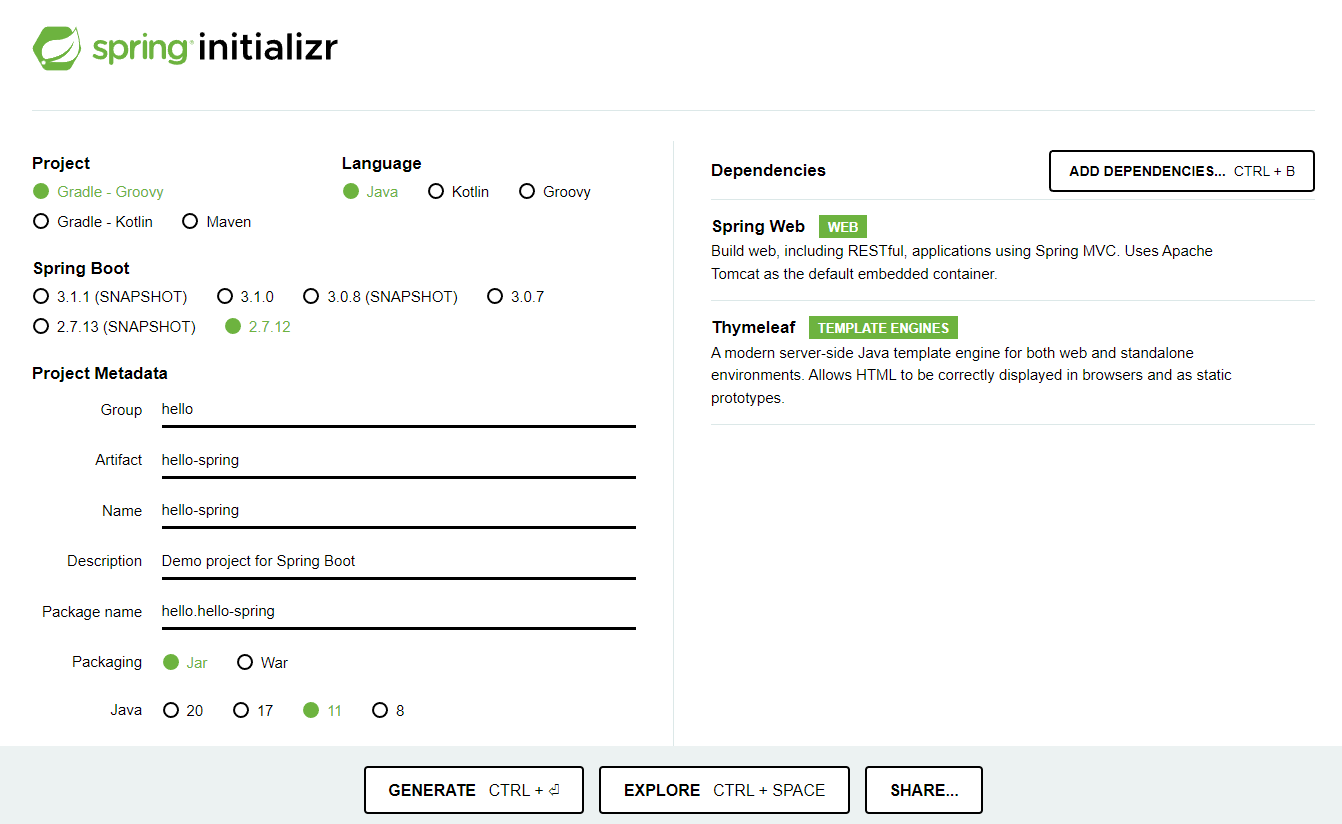 spring initializr
Project
Gradle - Groovy
Gradle - Kotlin Maven
Language
Java Kotlin Groovy
Spring Boot
3.1.1 (SNAPSHOT) 3.1.0 3.0.8 (SNAPSHOT) 3.0.7
2.7.13 (SNAPSHOT) 2.7.12
Project Metadata
Group hello
Artifact hello-spring
Name hello-spring
Description Demo project for Spring Boot
Package name hello.hello-spring
Packaging Jar War
Java 20 17 11 8
Dependencies ADD DEPENDENCIES... CTRL + B
Spring Web WEB
Build web, including RESTful, applications using Spring MVC. Uses Apache
Tomcat as the default embedded container.
Thymeleaf TEMPLATE ENGINES
A modern server-side Java template engine for both web and standalone
environments. Allows HTML to be correctly displayed in browsers and as static
prototypes.
GENERATE CTRL + ⏎ EXPLORE CTRL + SPACE SHARE...